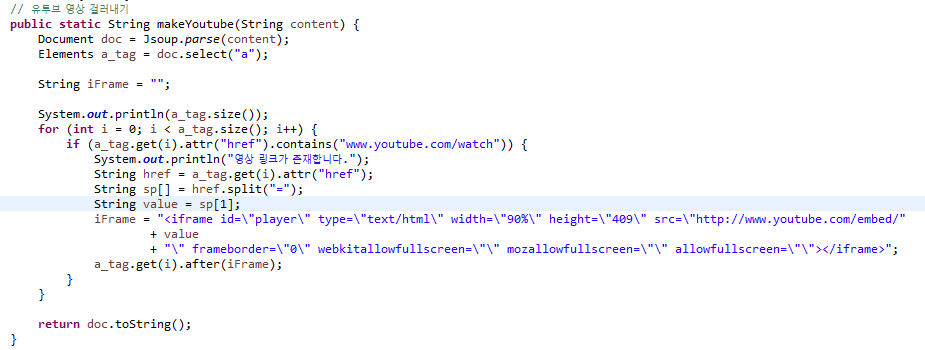 // 유투브 영상 걸러내기
public static String makeYoutube(String content) {
    Document doc = Jsoup.parse(content);
    Elements a_tag = doc.select("a");

    String iFrame = "";

    System.out.println(a_tag.size());
    for (int i = 0; i < a_tag.size(); i++) {
        if (a_tag.get(i).attr("href").contains("www.youtube.com/watch")) {
            System.out.println("영상 링크가 존재합니다.");
            String href = a_tag.get(i).attr("href");
            String sp[] = href.split("=");
            String value = sp[1];
            iFrame = "<iframe id=\"player\" type=\"text/html\" width=\"90%\" height=\"409\" src=\"http://www.youtube.com/embed/"
                    + value
                    + "\" frameborder=\"0\" webkitallowfullscreen=\"\" mozallowfullscreen=\"\" allowfullscreen=\"\"></iframe>";
            a_tag.get(i).after(iFrame);
        }
    }

    return doc.toString();
}